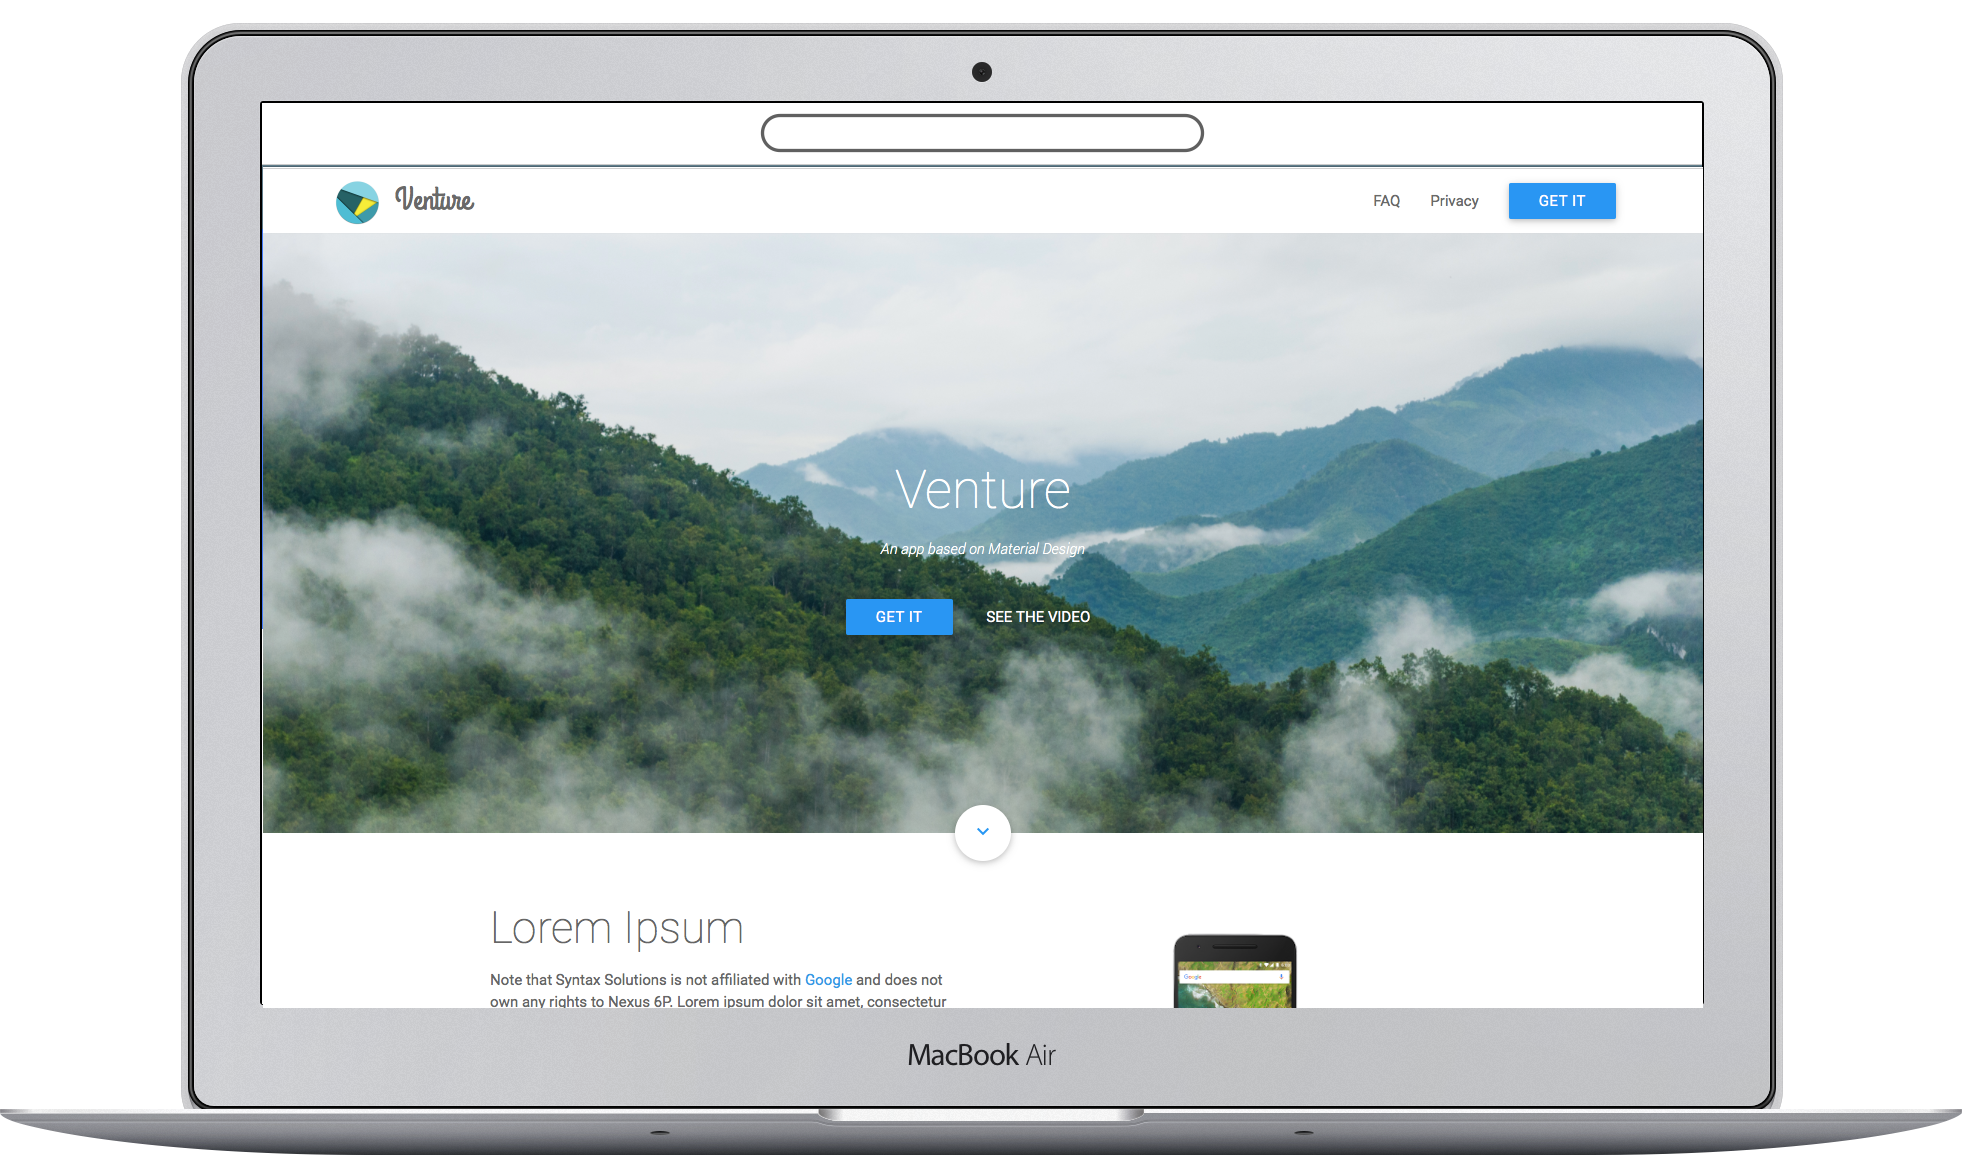 Venture
FAQ Privacy GET IT
Venture
An app based on Material Design
GET IT SEE THE VIDEO
Lorem Ipsum
Note that Syntax Solutions is not affiliated with Google and does not
own any rights to Nexus 6P. Lorem ipsum dolor sit amet, consectetur
Google
MacBook Air